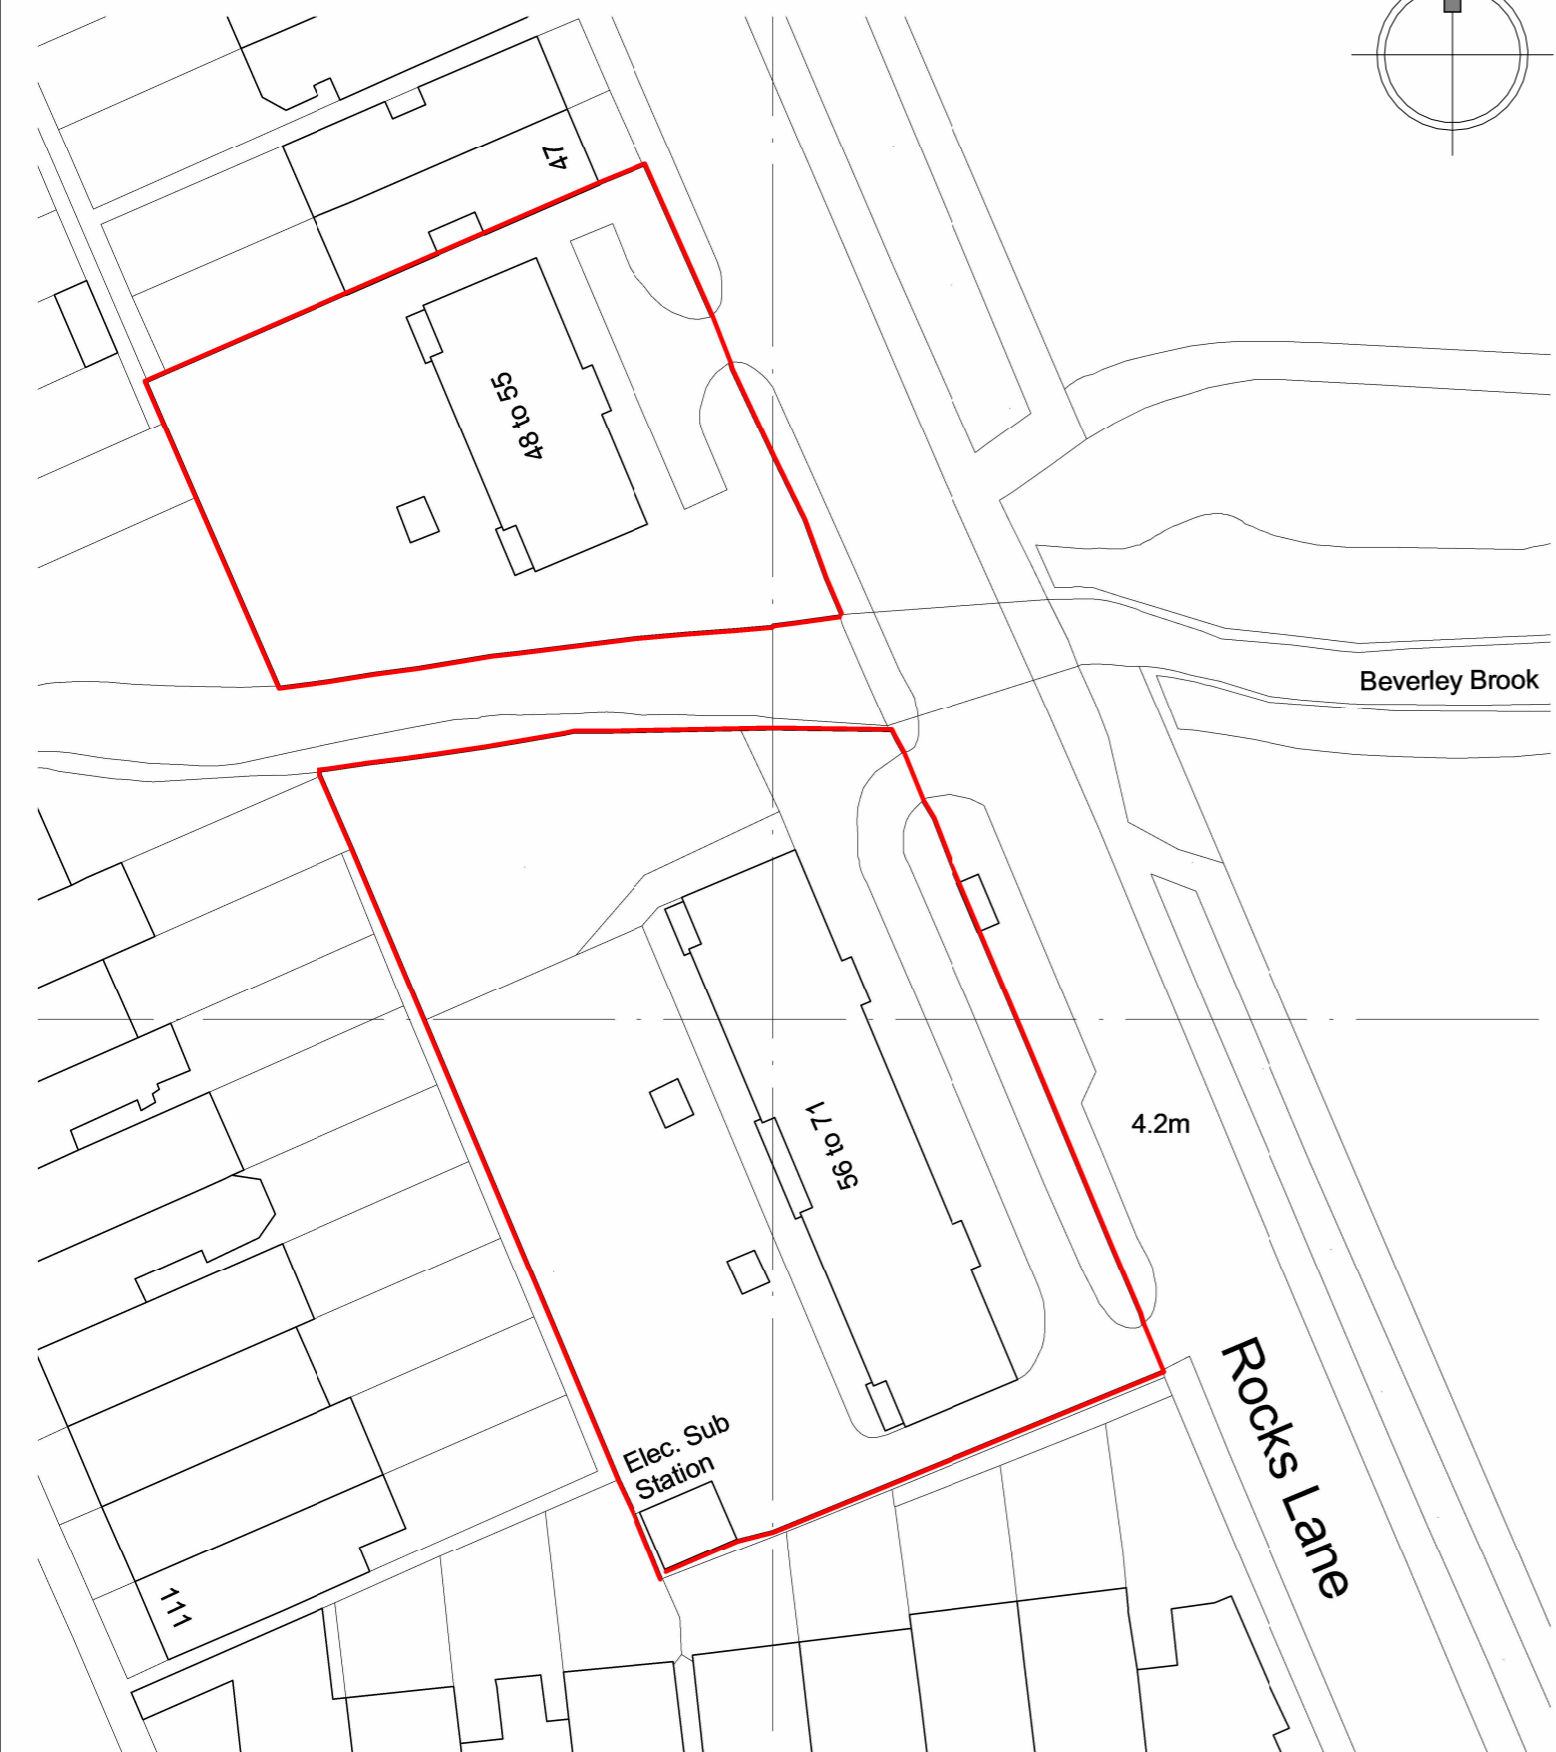 47
48 to 55
Beverley Brook
4.2m
56 to 71
Rocks Lane
Elec. Sub
Station
111